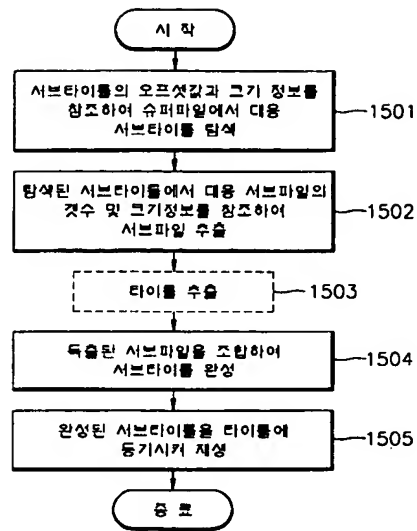 시 작
서브타이틀의 오프셋값과 크기 정보를
참조하여 슈퍼파일에서 대응
서브타이틀 탐색
1501
탐색된 서브타이틀에서 대응 서브파일의
갯수 및 크기정보를 참조하여
서브파일 추출
1502
타이틀 추출
1503
독출된 서브파일을 조합하여
서브타이틀 완성
1504
완성된 서브타이틀을 타이틀에
동기시켜 재생
1505
종 료